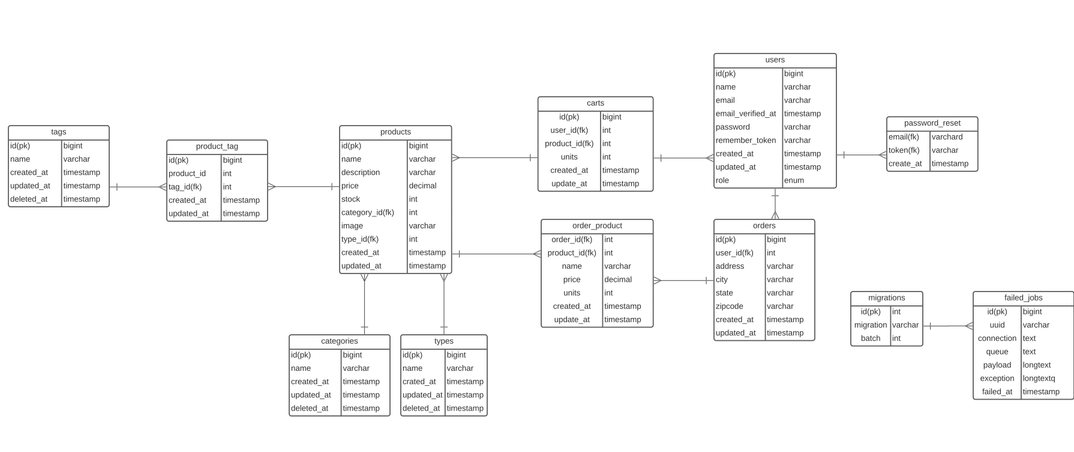 tags
id(pk) bigint
name varchar
created_at timestamp
updated_at timestamp
deleted_at timestamp
product_tag
id(pk) bigint
product_id int
tag_id(fk) int
created_at timestamp
updated_at timestamp
products
id(pk) bigint
name varchar
description varchar
price decimal
stock int
category_id(fk) int
image varchar
type_id(fk) int
created_at timestamp
updated_at timestamp
categories
id(pk) bigint
name varchar
created_at timestamp
updated_at timestamp
deleted_at timestamp
types
id(pk) bigint
name varchar
crated_at timestamp
updated_at timestamp
deleted_at timestamp
carts
id(pk) bigint
user_id(fk) int
product_id(fk) int
units int
created_at timestamp
update_at timestamp
order_product
order_id(fk) int
product_id(fk) int
name varchar
price decimal
units int
created_at timestamp
update_at timestamp
users
id(pk) bigint
name varchar
email varchar
email_verified_at timestamp
password varchar
remember_token varchar
created_at timestamp
updated_at timestamp
role enum
orders
id(pk) bigint
user_id(fk) int
address varchar
city varchar
state varchar
zipcode varchar
created_at timestamp
updated_at timestamp
password_reset
email(fk) varchard
token(fk) varchar
create_at timestamp
migrations
id(pk) int
migration varchar
batch int
failed_jobs
id(pk) bigint
uuid varchar
connection text
queue text
payload longtext
exception longtextq
failed_at timestamp